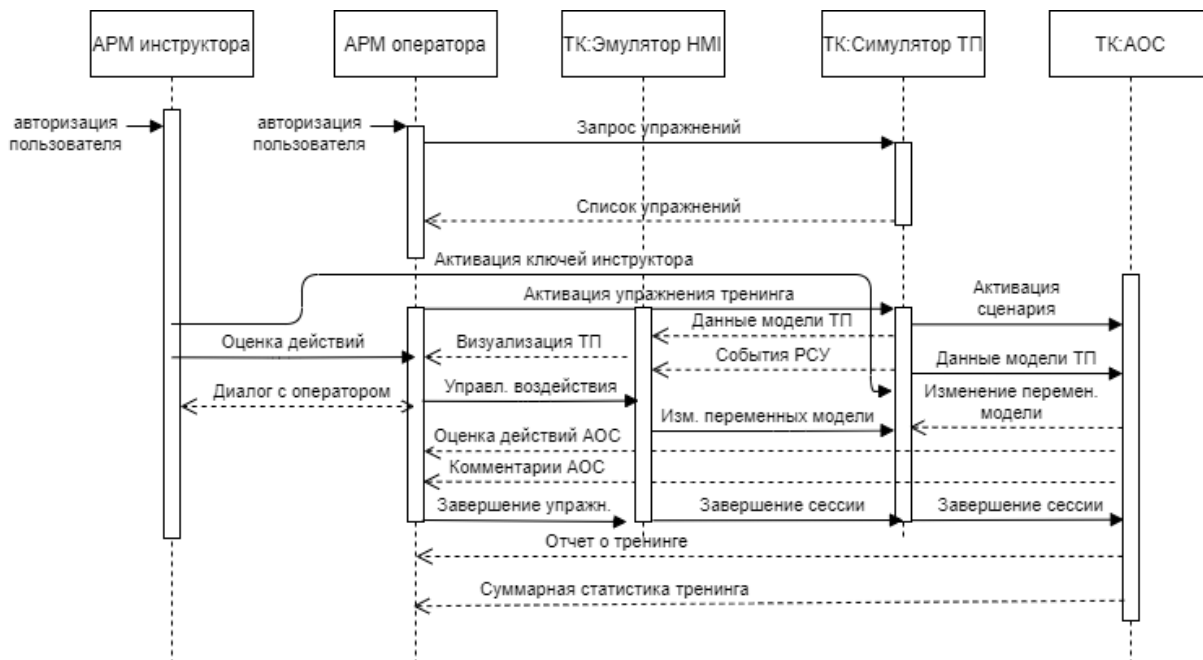 АРМ инструктора
АРМ оператора
ТК:Эмулятор HMI
ТК:Симулятор ТП
ТК:АОС
авторизация
пользователя
авторизация
пользователя
Запрос упражнений
Список упражнений
Активация ключей инструктора
Активация упражнения тренинга
Активация
сценария
Данные модели ТП
Оценка действий
Визуализация ТП
События РСУ
Данные модели ТП
Диалог с оператором
Управл. воздействия
Изменение перемен.
модели
Изм. переменных модели
Оценка действий АОС
Комментарии АОС
Завершение упражн.
Завершение сессии
Завершение сессии
Отчет о тренинге
Суммарная статистика тренинга